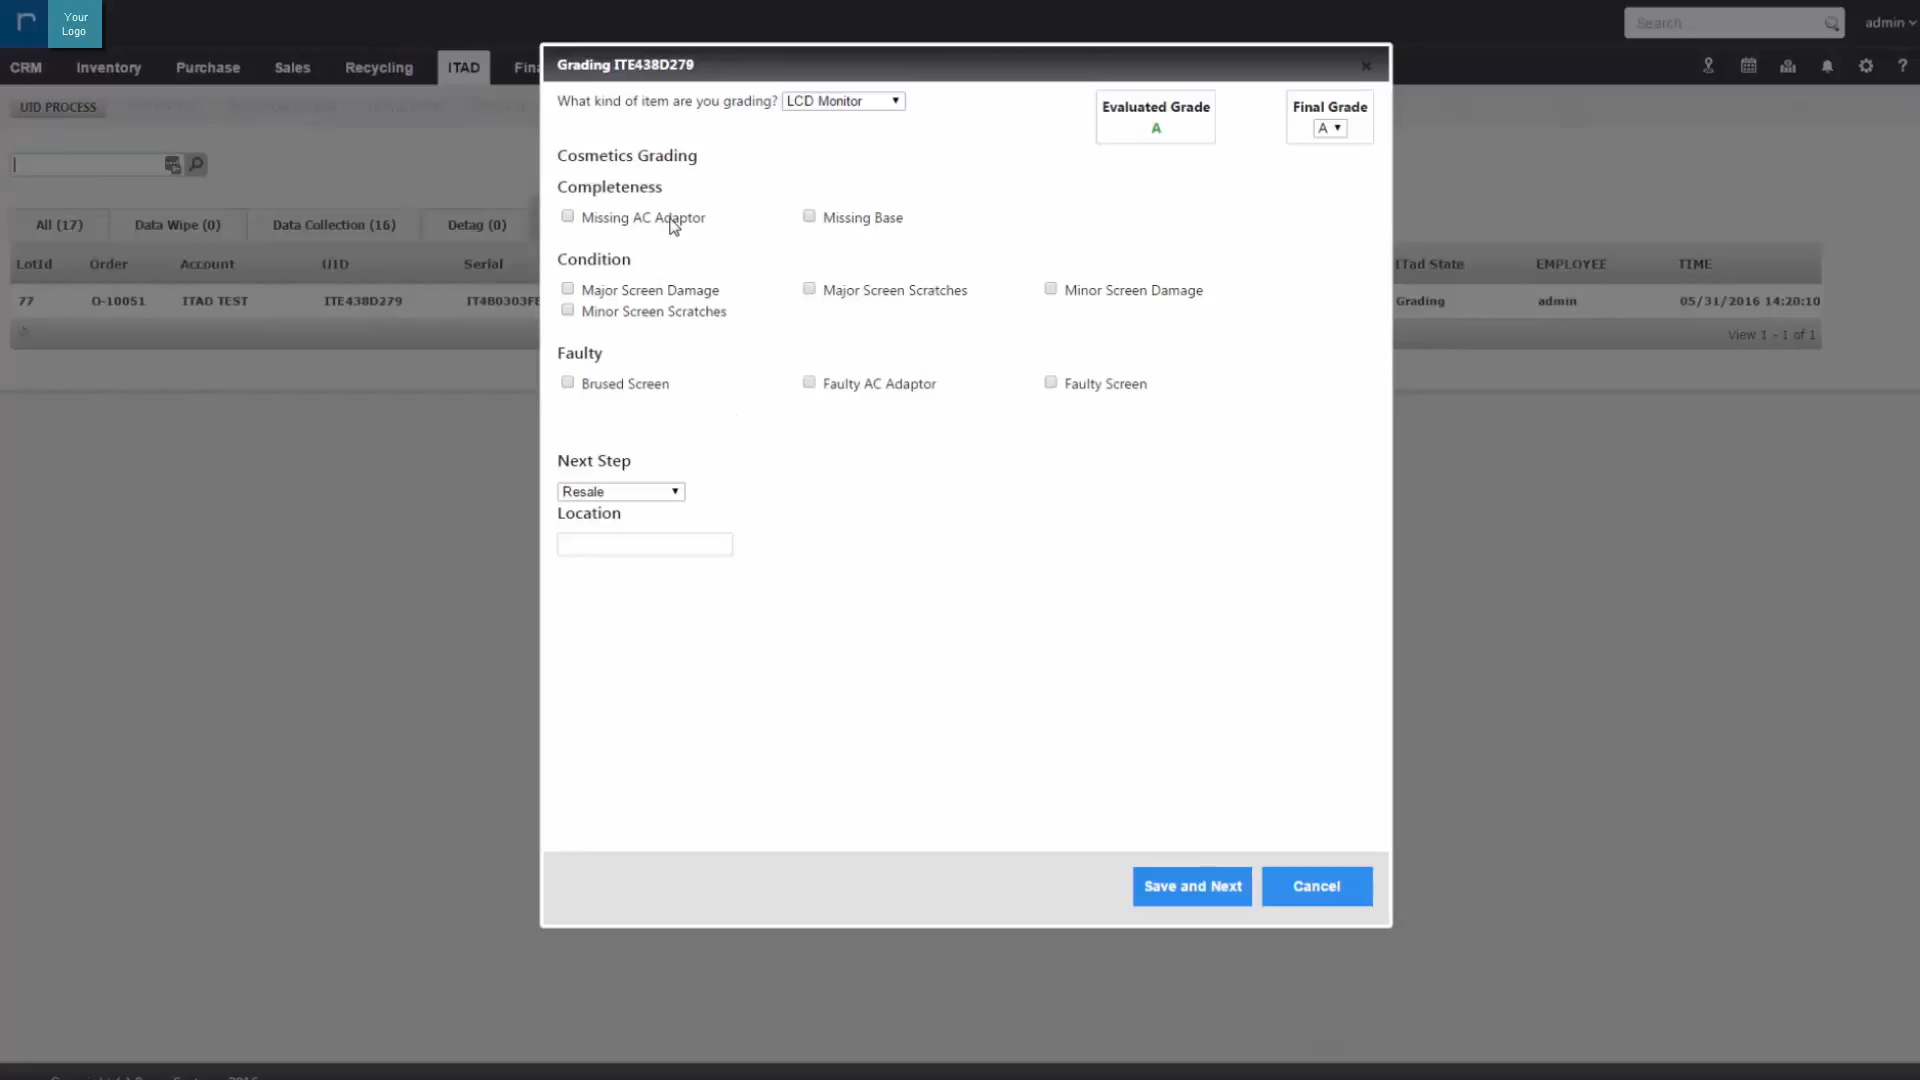 r
Your
Logo
Search
admin
CRM Inventory Purchase Sales Recycling ITAD
UID PROCESS
Grading ITE438D279
What kind of item are you grading? LCD Monitor
Evaluated Grade
A
Final Grade
A
Cosmetics Grading
Completeness
Missing AC Adaptor Missing Base
Condition
Major Screen Damage Major Screen Scratches Minor Screen Damage
Minor Screen Scratches
Faulty
Brused Screen Faulty AC Adaptor Faulty Screen
Next Step
Resale
Location
Save and Next Cancel
All (17) Data Wipe (0) Data Collection (16) Detag (0)
LotId Order Account UID Serial ITad State EMPLOYEE TIME
77 O-10051 ITAD TEST ITE438D279 IT4B0303FE Grading admin 05/31/2016 14:20:10
View 1 - 1 of 1